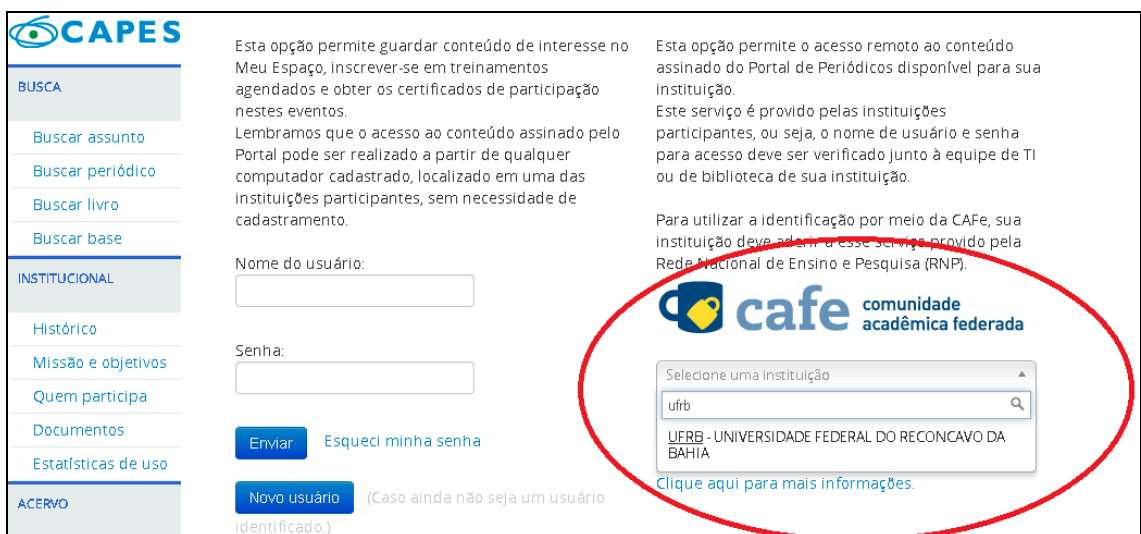 CAPES
BUSCA
Buscar assunto
Buscar periódico
Buscar livro
Buscar base
INSTITUCIONAL
Histórico
Missão e objetivos
Quem participa
Documentos
Estatísticas de uso
ACERVO
Esta opção permite guardar conteúdo de interesse no
Meu Espaço, inscrever-se em treinamentos
agendados e obter os certificados de participação
nestes eventos.
Lembramos que o acesso ao conteúdo assinado pelo
Portal pode ser realizado a partir de qualquer
computador cadastrado, localizado em uma das
instituições participantes, sem necessidade de
cadastramento.
Nome do usuário:
Senha:
Enviar Esqueci minha senha
Novo usuário (Caso ainda não seja um usuário
identificado.)
Esta opção permite o acesso remoto ao conteúdo
assinado do Portal de Periódicos disponível para sua
instituição.
Este serviço é provido pelas instituições
participantes, ou seja, o nome de usuário e senha
para acesso deve ser verificado junto à equipe de TI
ou de biblioteca de sua instituição.
Para utilizar a identificação por meio da CAFe, sua
instituição deve aderir a esse serviço provido pela
Rede Nacional de Ensino e Pesquisa (RNP).
cafe comunidade
acadêmica federada
Selecione uma instituição
ufrb
UFRB - UNIVERSIDADE FEDERAL DO RECONCAVO DA
BAHIA
Clique aqui para mais informações.